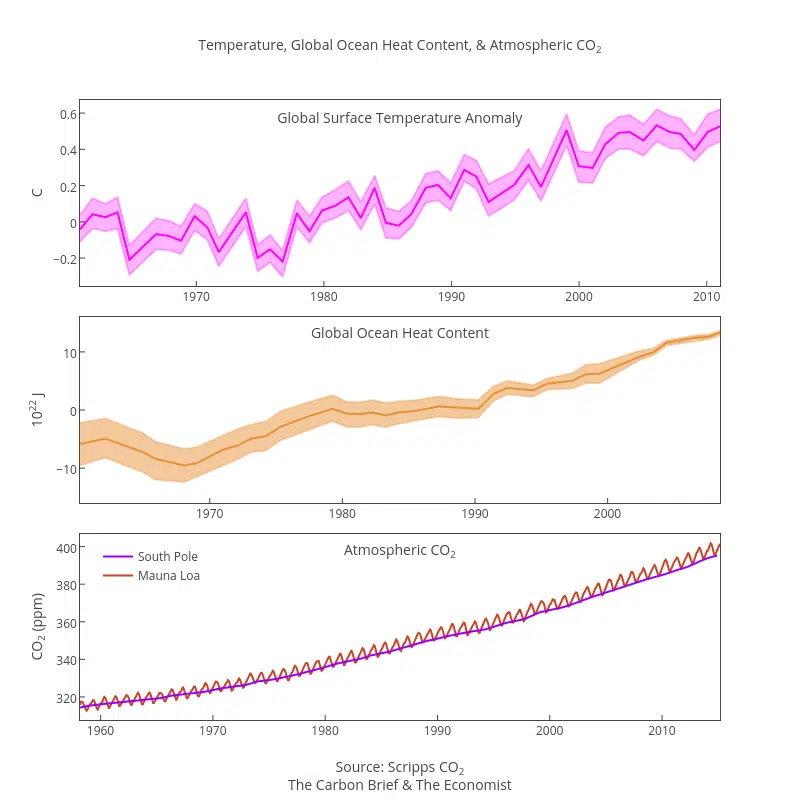 Temperature, Global Ocean Heat Content, & Atmospheric CO₂
Global Surface Temperature Anomaly
C
0.6
0.4
0.2
0
−0.2
1970 1980 1990 2000 2010
Global Ocean Heat Content
10²² J
10
0
−10
1970 1980 1990 2000
Atmospheric CO₂
South Pole
Mauna Loa
CO₂ (ppm)
400
380
360
340
320
1960 1970 1980 1990 2000 2010
Source: Scripps CO₂
The Carbon Brief & The Economist